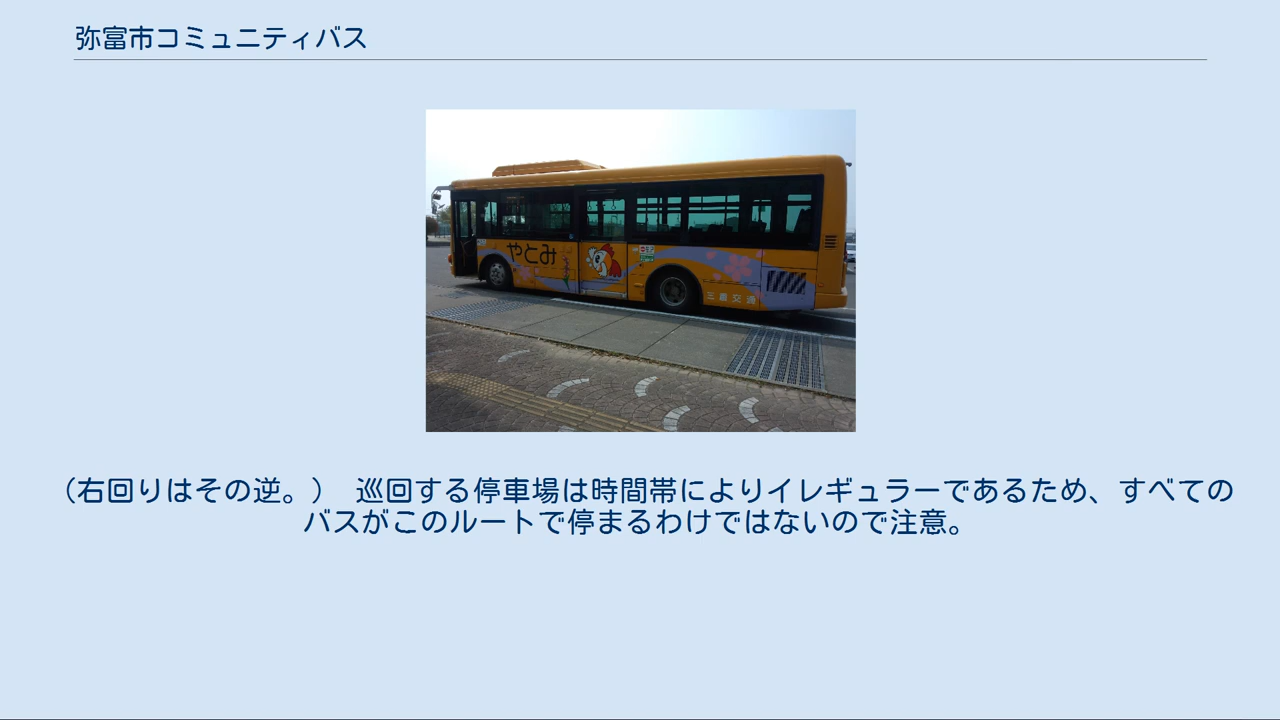 弥富市コミュニティバス
やとみ
三重交通
（右回りはその逆。）　巡回する停車場は時間帯によりイレギュラーであるため、すべての
バスがこのルートで停まるわけではないので注意。